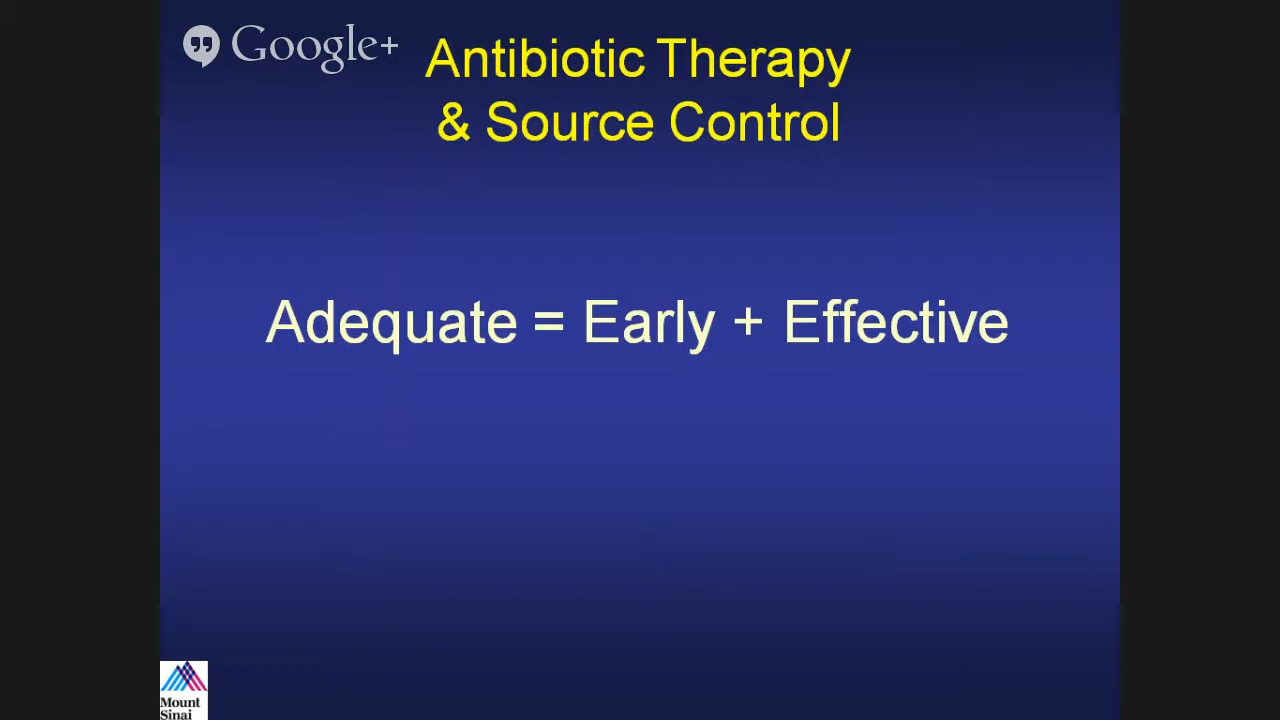 Google+
Antibiotic Therapy
& Source Control
Adequate = Early + Effective
Mount
Sinai